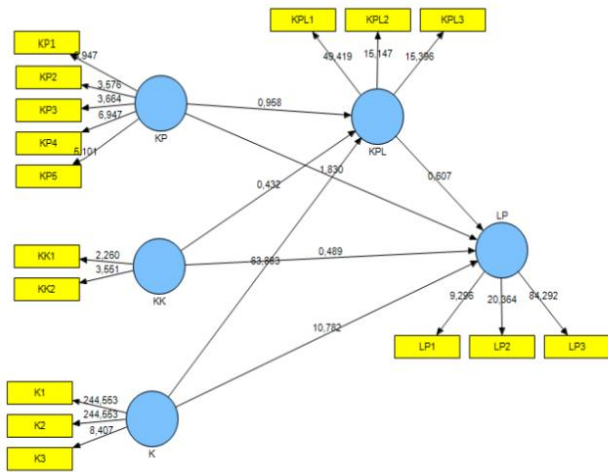 KPL1 KPL2 KPL3
KP1
KP2
KP3
KP4
KP5
3,576
3,664
6,947
5,101
KP
49,419 15,147 15,396
0,958
KPL
0,432
1,830
0,607
LP
KK1
KK2
2,260
3,551
KK
0,489
10,782
9,296 20,364 84,292
LP1 LP2 LP3
K1
K2
K3
244,553
244,553
8,407
K